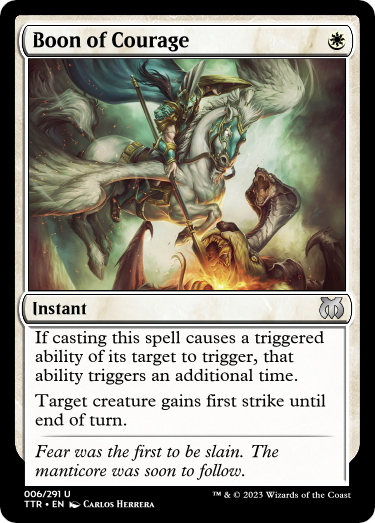 Boon of Courage
Instant
If casting this spell causes a triggered
ability of its target to trigger, that
ability triggers an additional time.
Target creature gains first strike until
end of turn.
Fear was the first to be slain. The
manticore was soon to follow.
006/291 U
TTR • EN Carlos Herrera
™ & © 2023 Wizards of the Coast